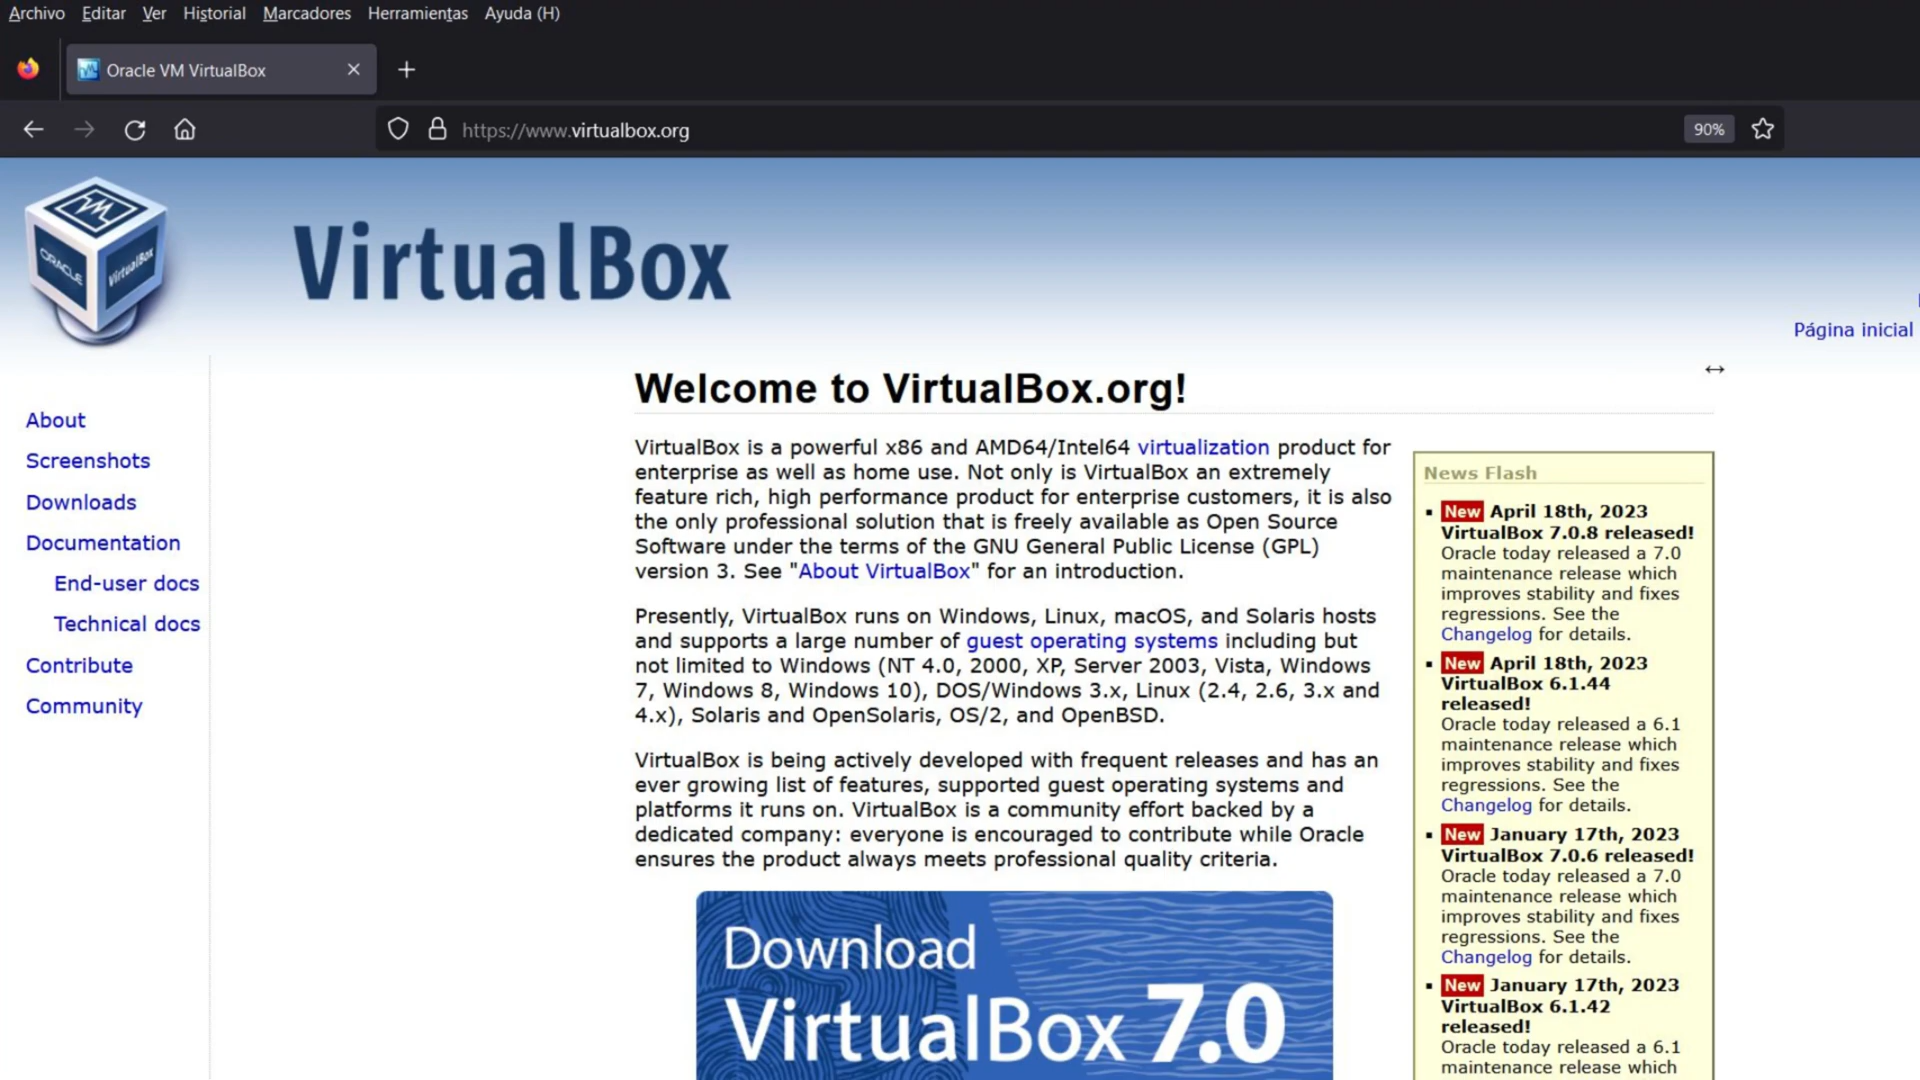 Archivo Editar Ver Historial Marcadores Herramientas Ayuda (H)
Oracle VM VirtualBox
https://www.virtualbox.org
90%
ORACLE
VirtualBox
VirtualBox
Página inicial
About
Screenshots
Downloads
Documentation
End-user docs
Technical docs
Contribute
Community
Welcome to VirtualBox.org!
VirtualBox is a powerful x86 and AMD64/Intel64 virtualization product for
enterprise as well as home use. Not only is VirtualBox an extremely
feature rich, high performance product for enterprise customers, it is also
the only professional solution that is freely available as Open Source
Software under the terms of the GNU General Public License (GPL)
version 3. See "About VirtualBox" for an introduction.
Presently, VirtualBox runs on Windows, Linux, macOS, and Solaris hosts
and supports a large number of guest operating systems including but
not limited to Windows (NT 4.0, 2000, XP, Server 2003, Vista, Windows
7, Windows 8, Windows 10), DOS/Windows 3.x, Linux (2.4, 2.6, 3.x and
4.x), Solaris and OpenSolaris, OS/2, and OpenBSD.
VirtualBox is being actively developed with frequent releases and has an
ever growing list of features, supported guest operating systems and
platforms it runs on. VirtualBox is a community effort backed by a
dedicated company: everyone is encouraged to contribute while Oracle
ensures the product always meets professional quality criteria.
Download
VirtualBox 7.0
News Flash
New April 18th, 2023
VirtualBox 7.0.8 released!
Oracle today released a 7.0
maintenance release which
improves stability and fixes
regressions. See the
Changelog for details.
New April 18th, 2023
VirtualBox 6.1.44
released!
Oracle today released a 6.1
maintenance release which
improves stability and fixes
regressions. See the
Changelog for details.
New January 17th, 2023
VirtualBox 7.0.6 released!
Oracle today released a 7.0
maintenance release which
improves stability and fixes
regressions. See the
Changelog for details.
New January 17th, 2023
VirtualBox 6.1.42
released!
Oracle today released a 6.1
maintenance release which